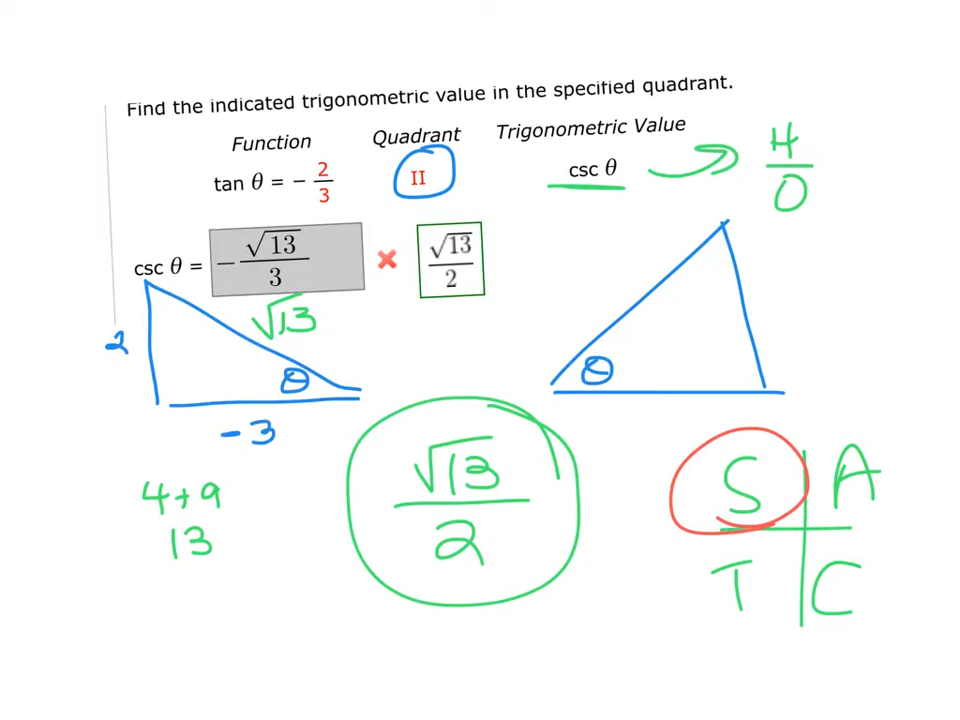 Find the indicated trigonometric value in the specified quadrant.
Function Quadrant Trigonometric Value
tan θ = - 2/3 II csc θ → H/O
csc θ = -√13/3 ✖ √13/2
√13
2
θ
-3
θ
4+9
13
√13/2
S A
T C